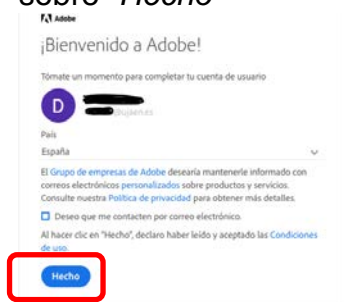 sobre "Hecho"
Adobe
¡Bienvenido a Adobe!
Tómate un momento para completar tu cuenta de usuario
D
@ujaen.es
País
España
El Grupo de empresas de Adobe desearía mantenerle informado con
correos electrónicos personalizados sobre productos y servicios.
Consulte nuestra Política de privacidad para obtener más detalles.
Deseo que me contacten por correo electrónico.
Al hacer clic en "Hecho", declaro haber leído y aceptado las Condiciones
de uso.
Hecho